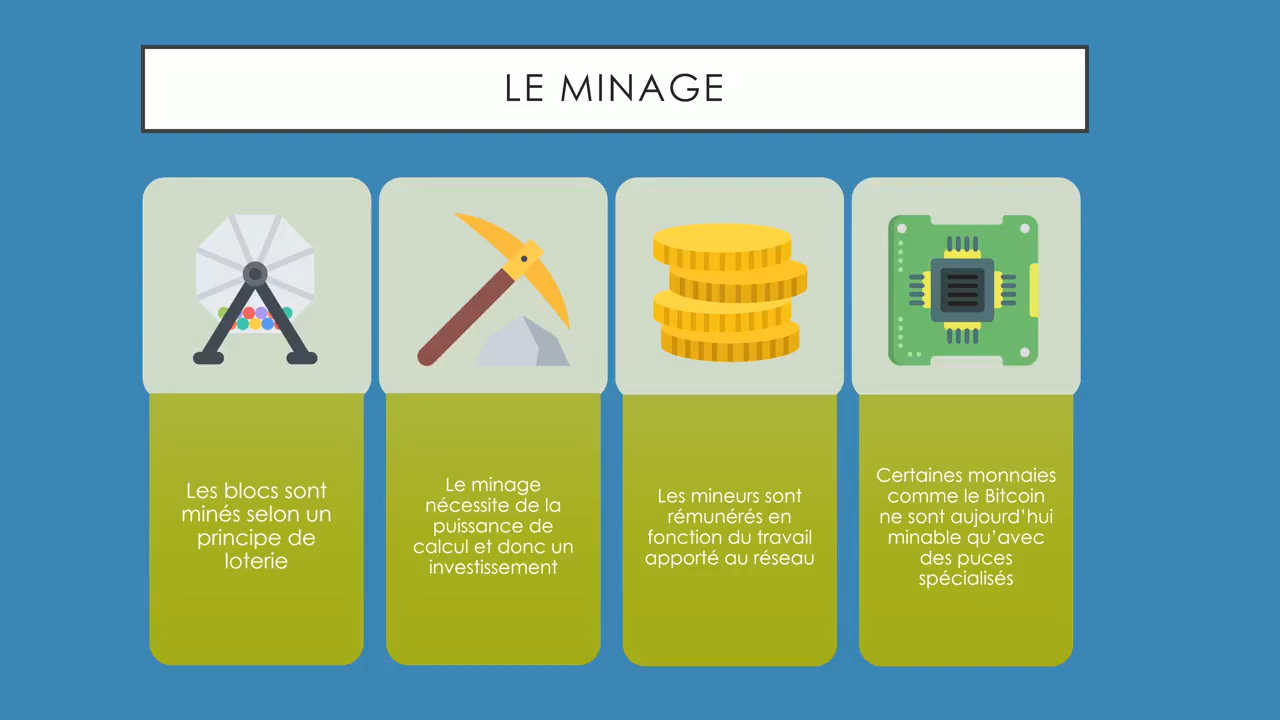 LE MINAGE
Les blocs sont
minés selon un
principe de
loterie
Le minage
nécessite de la
puissance de
calcul et donc un
investissement
Les mineurs sont
rémunérés en
fonction du travail
apporté au réseau
Certaines monnaies
comme le Bitcoin
ne sont aujourd'hui
minable qu'avec
des puces
spécialisés